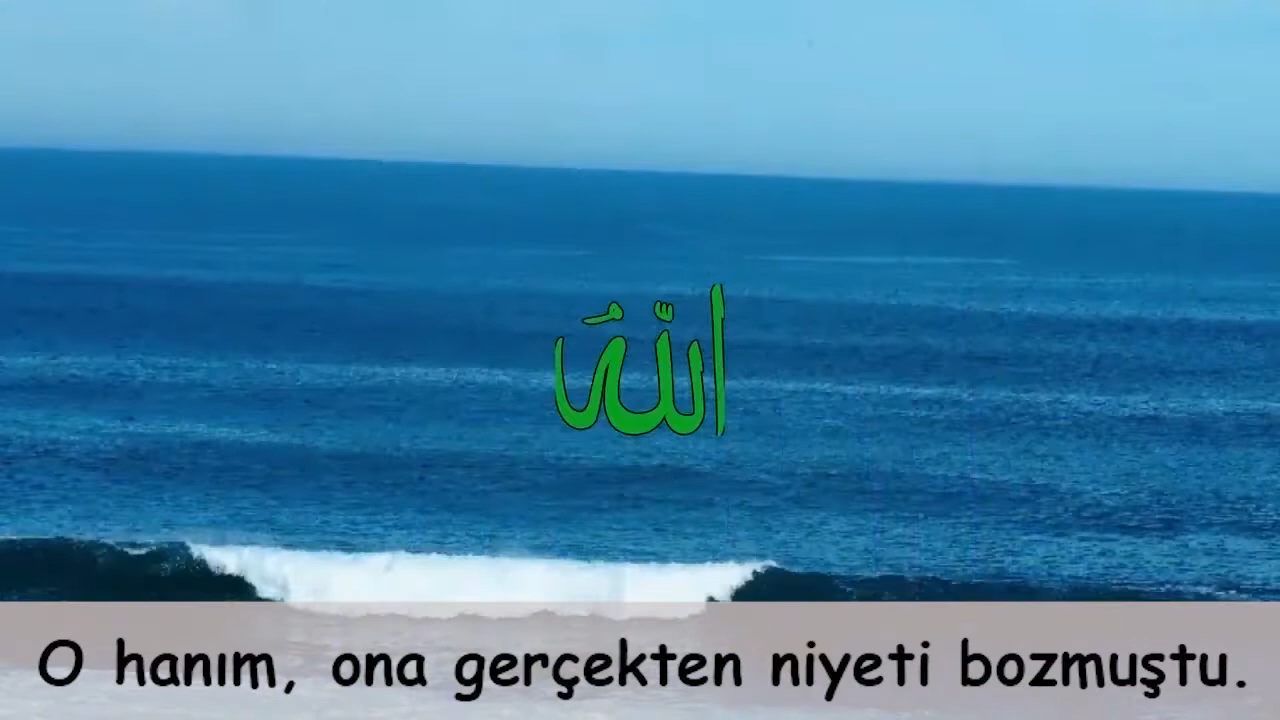 اللهُ
O hanım, ona gerçekten niyeti bozmuştu.